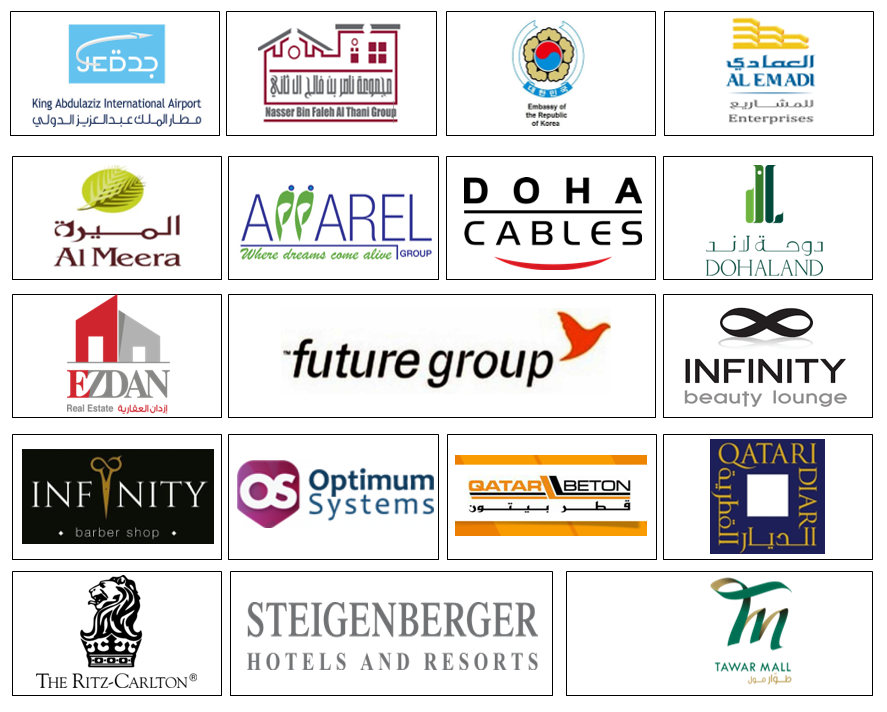 جدة JED
King Abdulaziz International Airport
مطار الملك عبدالعزيز الدولي
مجموعة ناصر بن فالح ال ثاني
Nasser Bin Faleh Al Thani Group
대한민국
Embassy of
the Republic
of Korea
العمادي
AL EMADI
للمشاريع
Enterprises
الميرة
Al Meera
APPAREL
Where dreams come alive GROUP
DOHA
CABLES
دوحة لاند
DOHALAND
EZDAN
Real Estate إزدان العقارية
™future group
INFINITY
beauty lounge
INFINITY
barber shop
OS Optimum
Systems
QATAR BETON
قطر بيتون
QATARI
DIAR
الديار
القطرية
THE RITZ-CARLTON®
STEIGENBERGER
HOTELS AND RESORTS
TM
TAWAR MALL
طوار مول